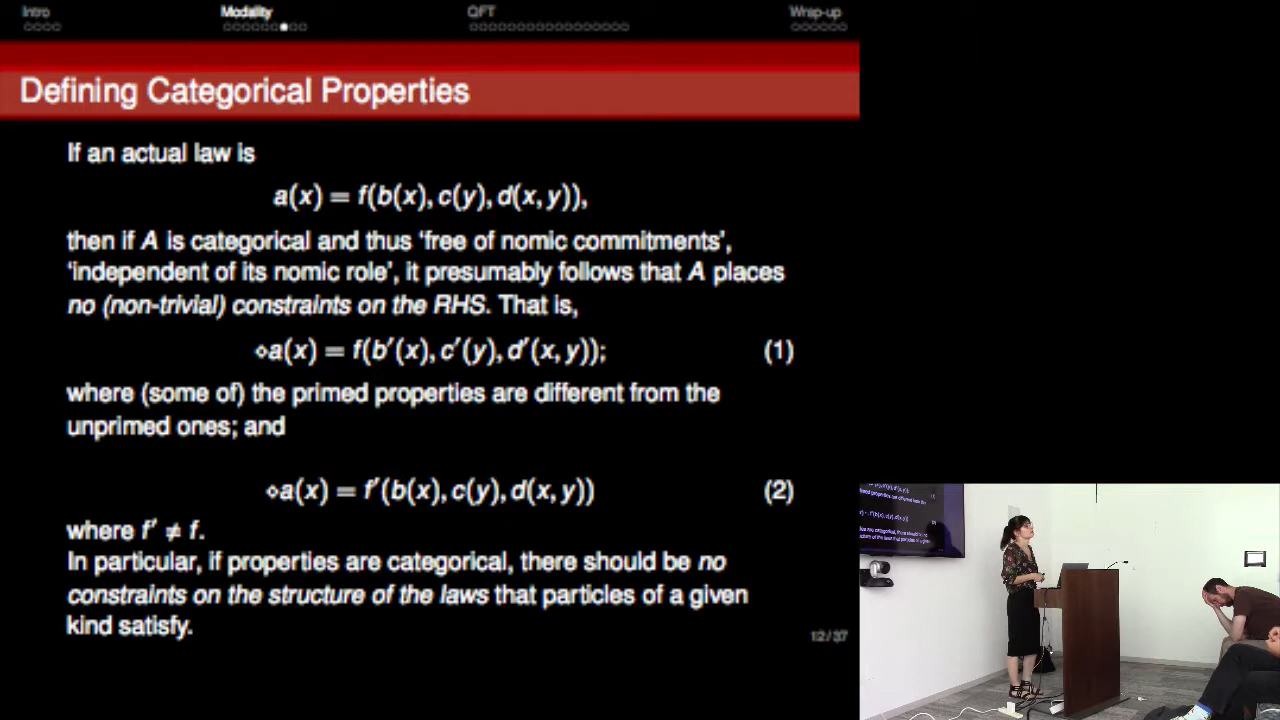 Intro
Modality
QFT
Wrap-up
Defining Categorical Properties
If an actual law is
a(x) = f(b(x), c(y), d(x, y)),
then if A is categorical and thus ‘free of nomic commitments’,
‘independent of its nomic role’, it presumably follows that A places
no (non-trivial) constraints on the RHS. That is,
⋄a(x) = f(b′(x), c′(y), d′(x, y)); (1)
where (some of) the primed properties are different from the
unprimed ones; and
⋄a(x) = f′(b(x), c(y), d(x, y)) (2)
where f′ ≠ f.
In particular, if properties are categorical, there should be no
constraints on the structure of the laws that particles of a given
kind satisfy.
12 / 37